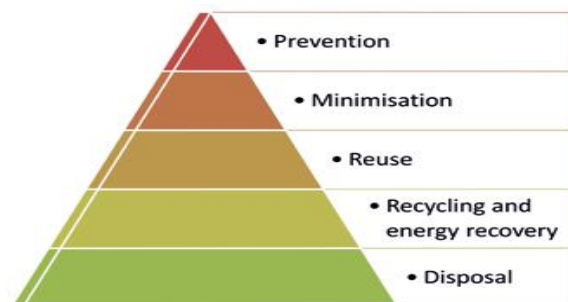 • Prevention
• Minimisation
• Reuse
• Recycling and
energy recovery
• Disposal